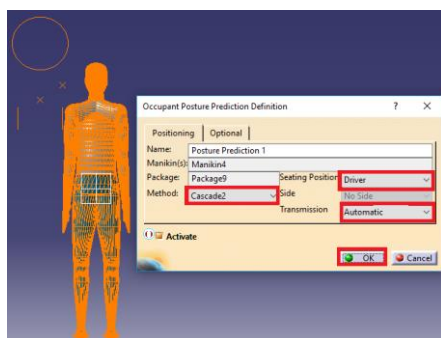 Occupant Posture Prediction Definition ? X
Positioning Optional
Name: Posture Prediction 1
Manikin(s): Manikin4
Package: Package9 Seating Position Driver
Method: Cascade2 Side No Side
Transmission Automatic
Activate
OK Cancel